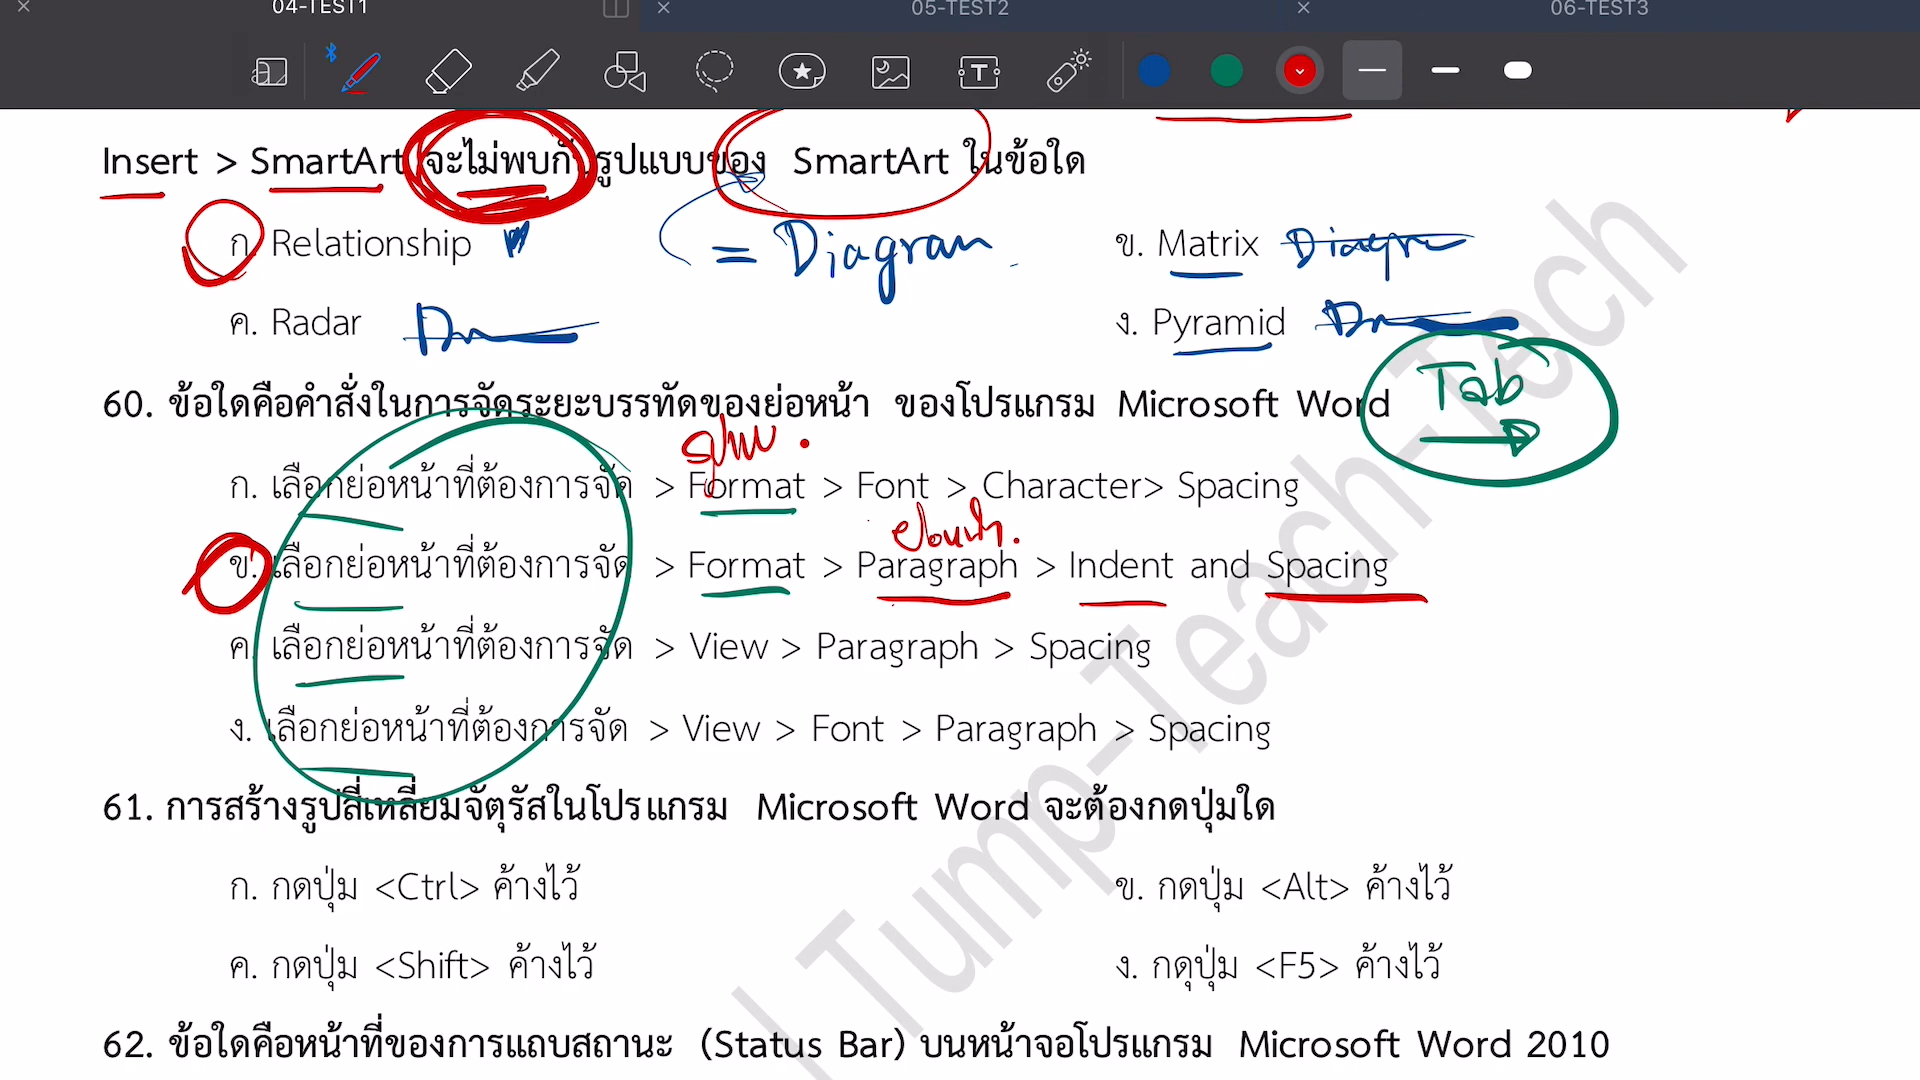 04-TEST1
05-TEST2
06-TEST3
Insert > SmartArt จะไม่พบกับรูปแบบของ SmartArt ในข้อใด
ก. Relationship
= Diagram
ข. Matrix Diagram
ค. Radar
ง. Pyramid
Tab
60. ข้อใดคือคำสั่งในการจัดระยะบรรทัดของย่อหน้า ของโปรแกรม Microsoft Word
รูปแบบ
ก. เลือกย่อหน้าที่ต้องการจัด > Format > Font > Character> Spacing
ย่อหน้า
ข. เลือกย่อหน้าที่ต้องการจัด > Format > Paragraph > Indent and Spacing
ค. เลือกย่อหน้าที่ต้องการจัด > View > Paragraph > Spacing
ง. เลือกย่อหน้าที่ต้องการจัด > View > Font > Paragraph > Spacing
61. การสร้างรูปสี่เหลี่ยมจัตุรัสในโปรแกรม Microsoft Word จะต้องกดปุ่มใด
ก. กดปุ่ม <Ctrl> ค้างไว้
ข. กดปุ่ม <Alt> ค้างไว้
ค. กดปุ่ม <Shift> ค้างไว้
ง. กดุปุ่ม <F5> ค้างไว้
62. ข้อใดคือหน้าที่ของการแถบสถานะ (Status Bar) บนหน้าจอโปรแกรม Microsoft Word 2010
| Tump-Teach-Tech